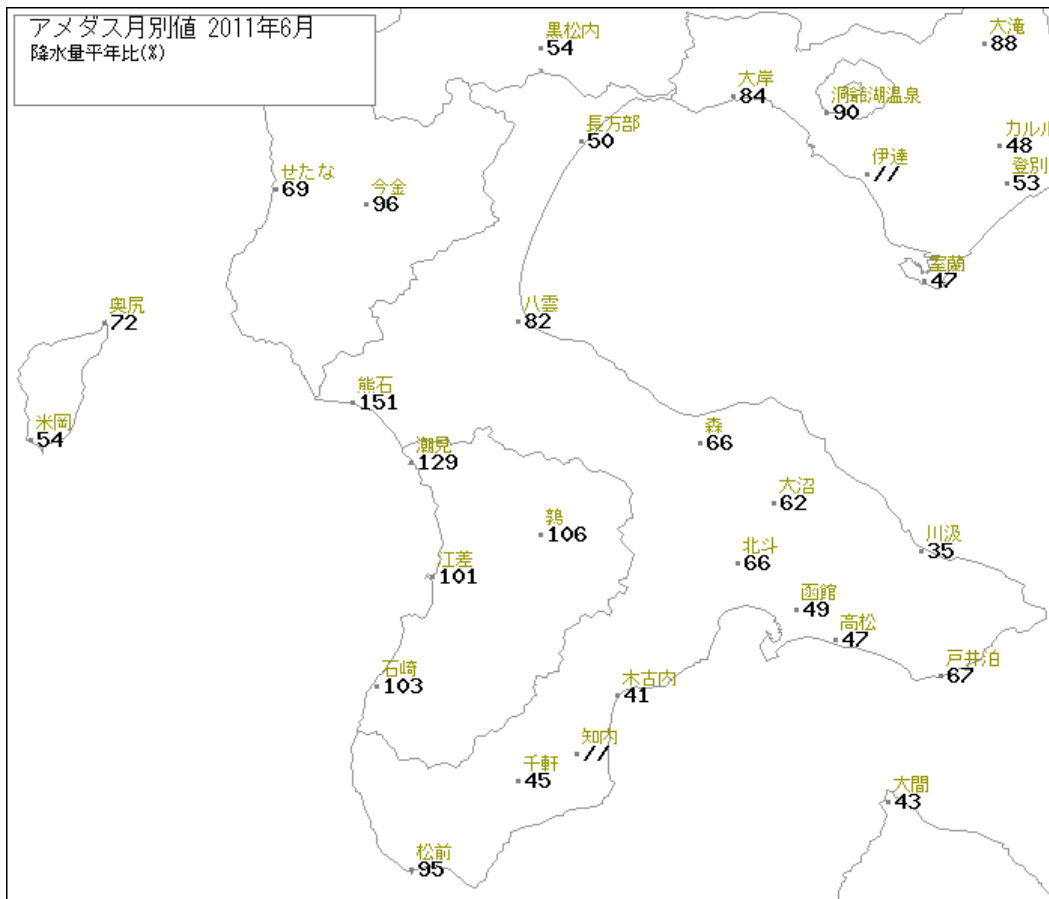 アメダス月別値 2011年6月
降水量平年比(%)
黒松内
54
大滝
88
大岸
84
洞爺湖温泉
90
長万部
50
カルル
48
伊達
//
登別
53
せたな
69
今金
96
室蘭
47
奥尻
72
八雲
82
熊石
151
米岡
54
潮見
129
森
66
大沼
62
鶉
106
川汲
35
北斗
66
江差
101
函館
49
高松
47
戸井泊
67
石崎
103
木古内
41
知内
//
千軒
45
大間
43
松前
95